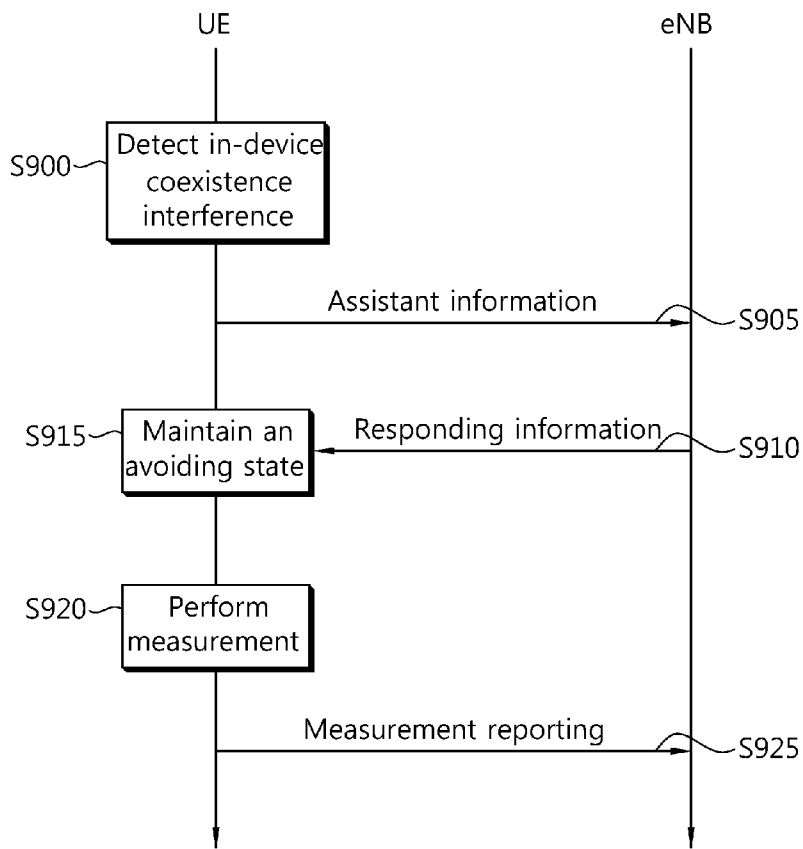 UE
eNB
S900
Detect in-device
coexistence
interference
Assistant information
S905
S915
Maintain an
avoiding state
Responding information
S910
S920
Perform
measurement
Measurement reporting
S925